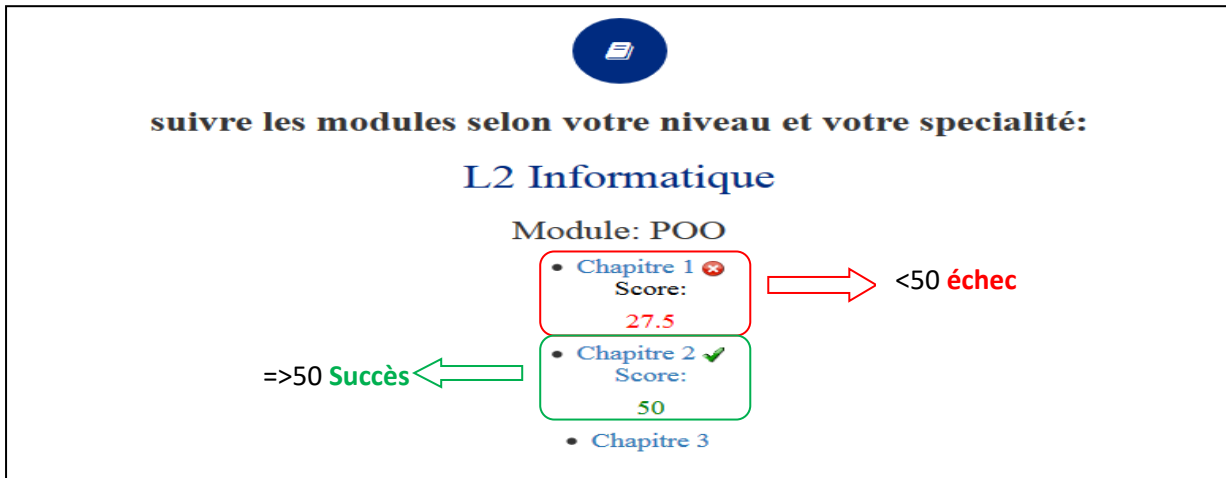 suivre les modules selon votre niveau et votre specialité:
L2 Informatique
Module: POO
• Chapitre 1
Score:
27.5
<50 échec
• Chapitre 2
Score:
50
=>50 Succès
• Chapitre 3